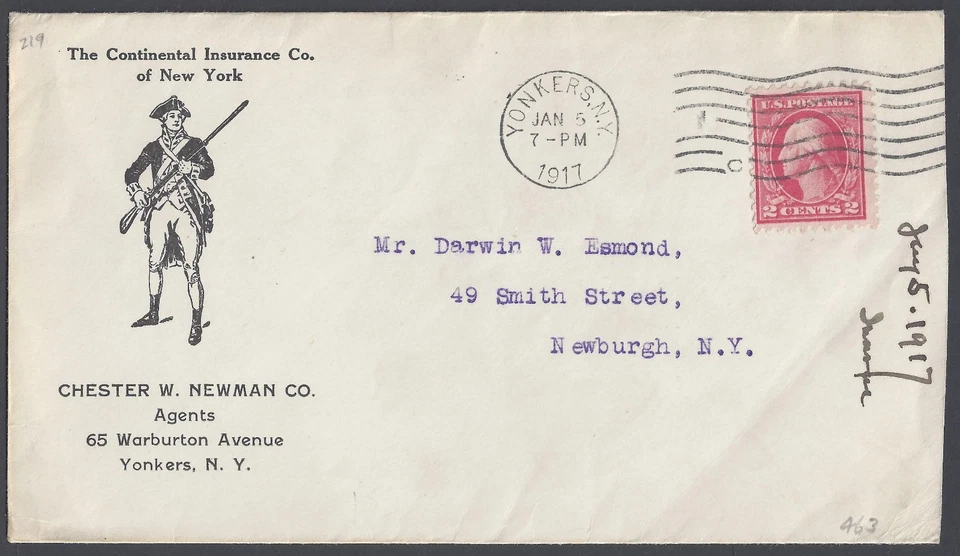 219
The Continental Insurance Co.
of New York
CHESTER W. NEWMAN CO.
Agents
65 Warburton Avenue
Yonkers, N. Y.
YONKERS, N.Y.
JAN 5
7-PM
1917
C
U.S. POSTAGE
2 CENTS 2
Mr. Darwin W. Esmond,
49 Smith Street,
Newburgh, N.Y.
5. 1917
463